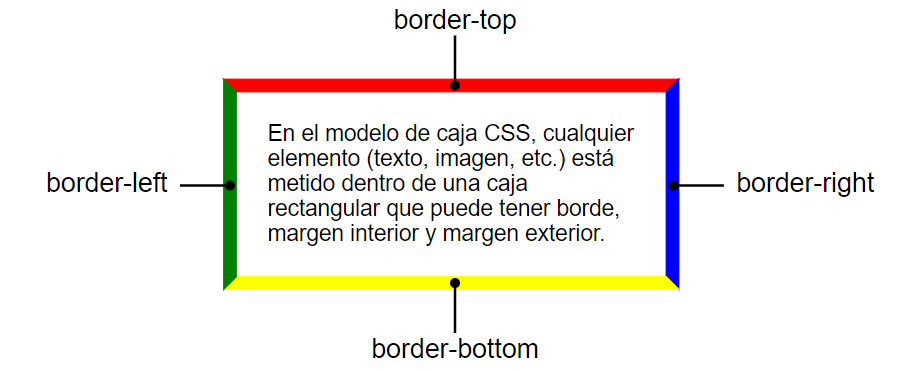 border-top
En el modelo de caja CSS, cualquier
elemento (texto, imagen, etc.) está
metido dentro de una caja
rectangular que puede tener borde,
margen interior y margen exterior.
border-left
border-right
border-bottom